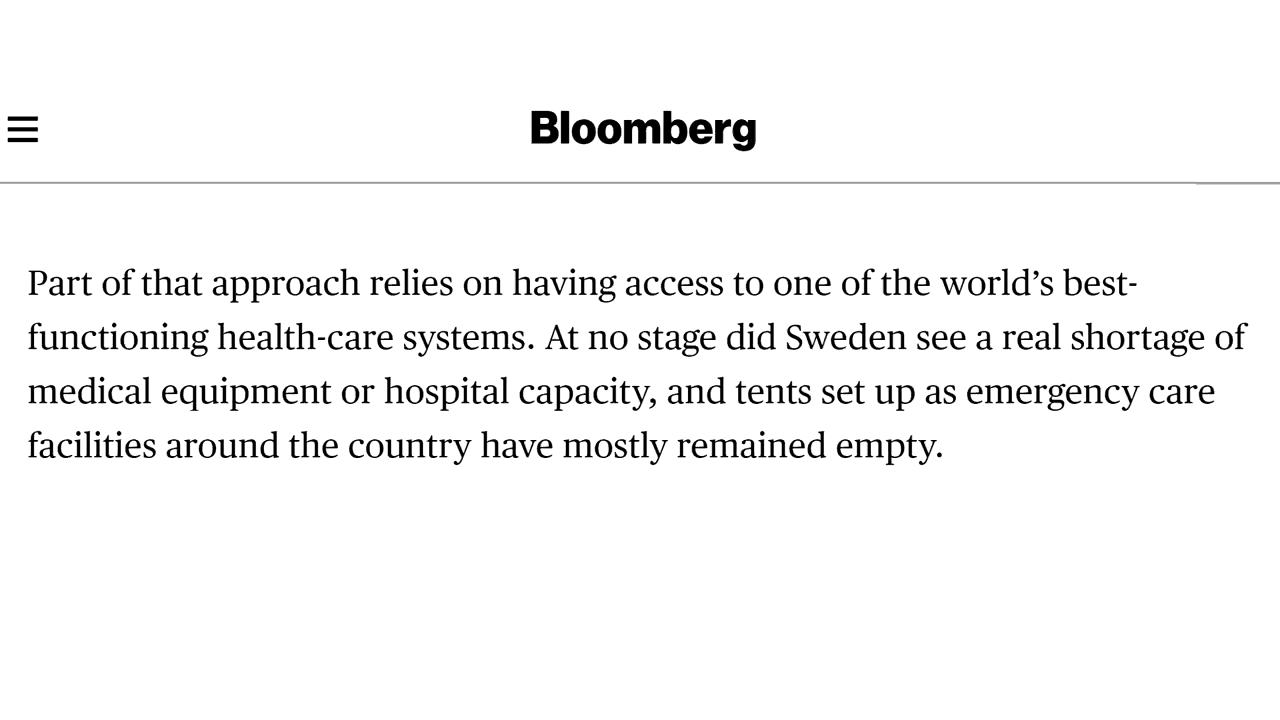 Bloomberg
Part of that approach relies on having access to one of the world’s best-
functioning health-care systems. At no stage did Sweden see a real shortage of
medical equipment or hospital capacity, and tents set up as emergency care
facilities around the country have mostly remained empty.